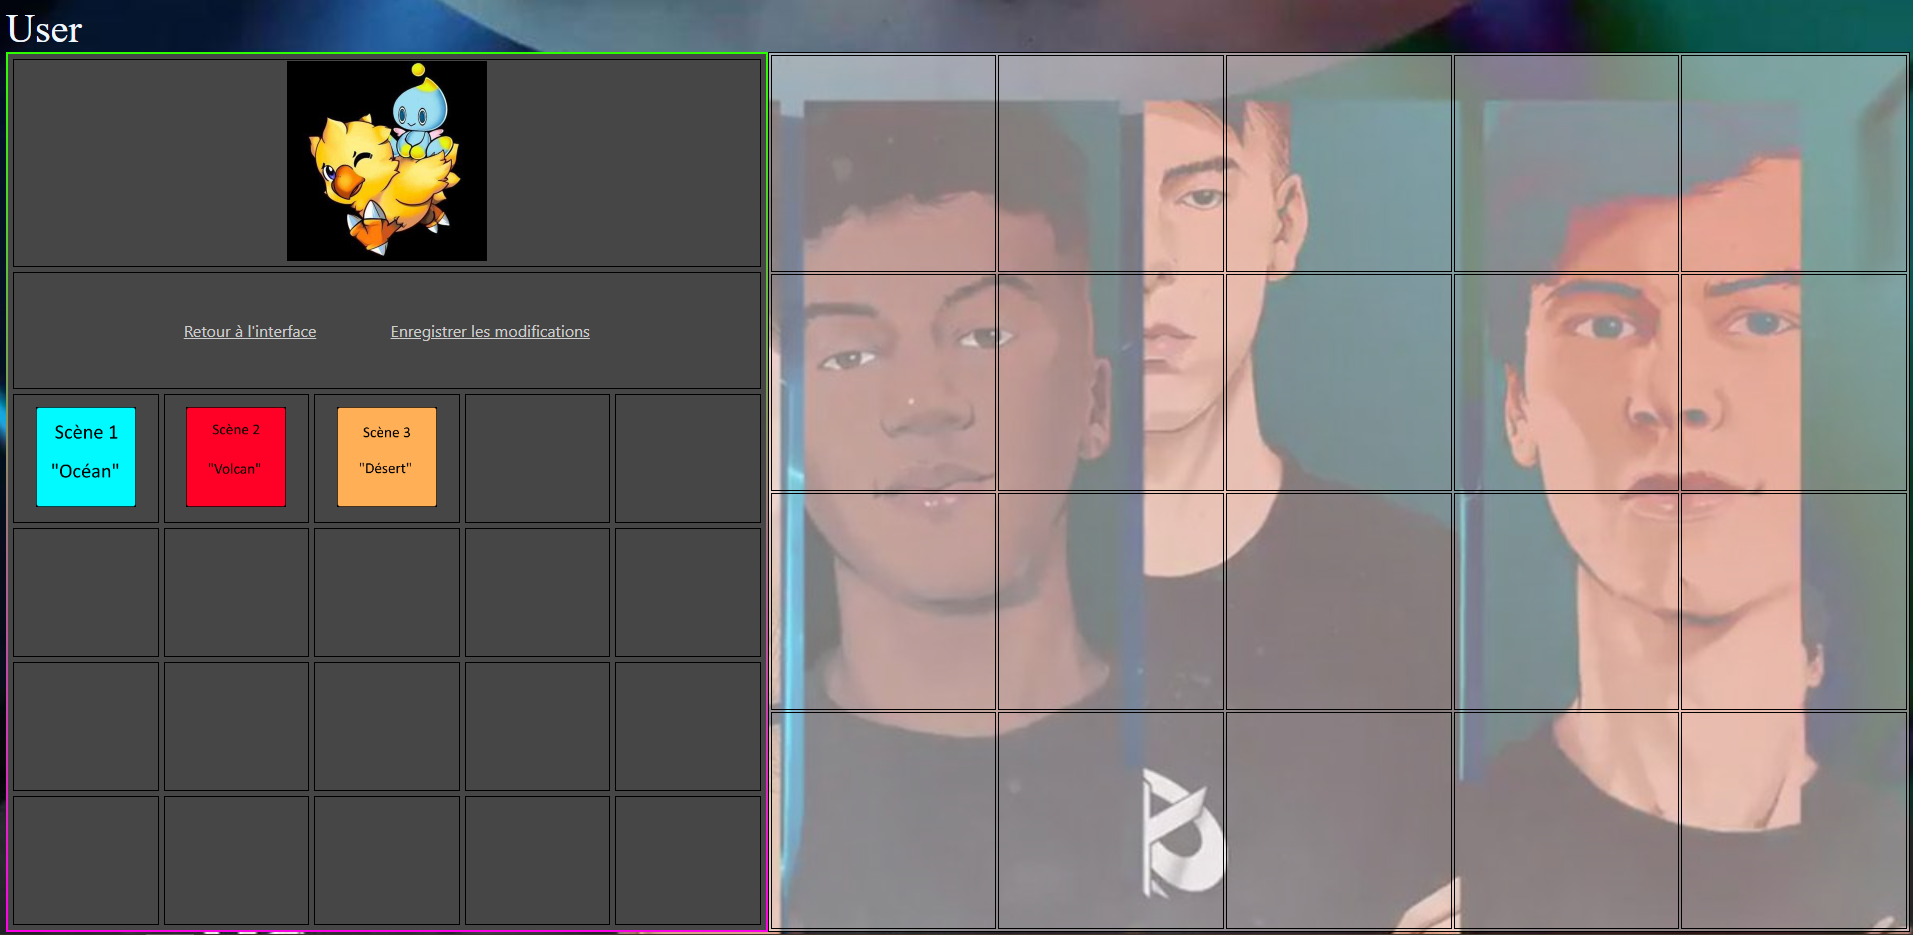 User
Retour à l'interface
Enregistrer les modifications
Scène 1
"Océan"
Scène 2
"Volcan"
Scène 3
"Désert"